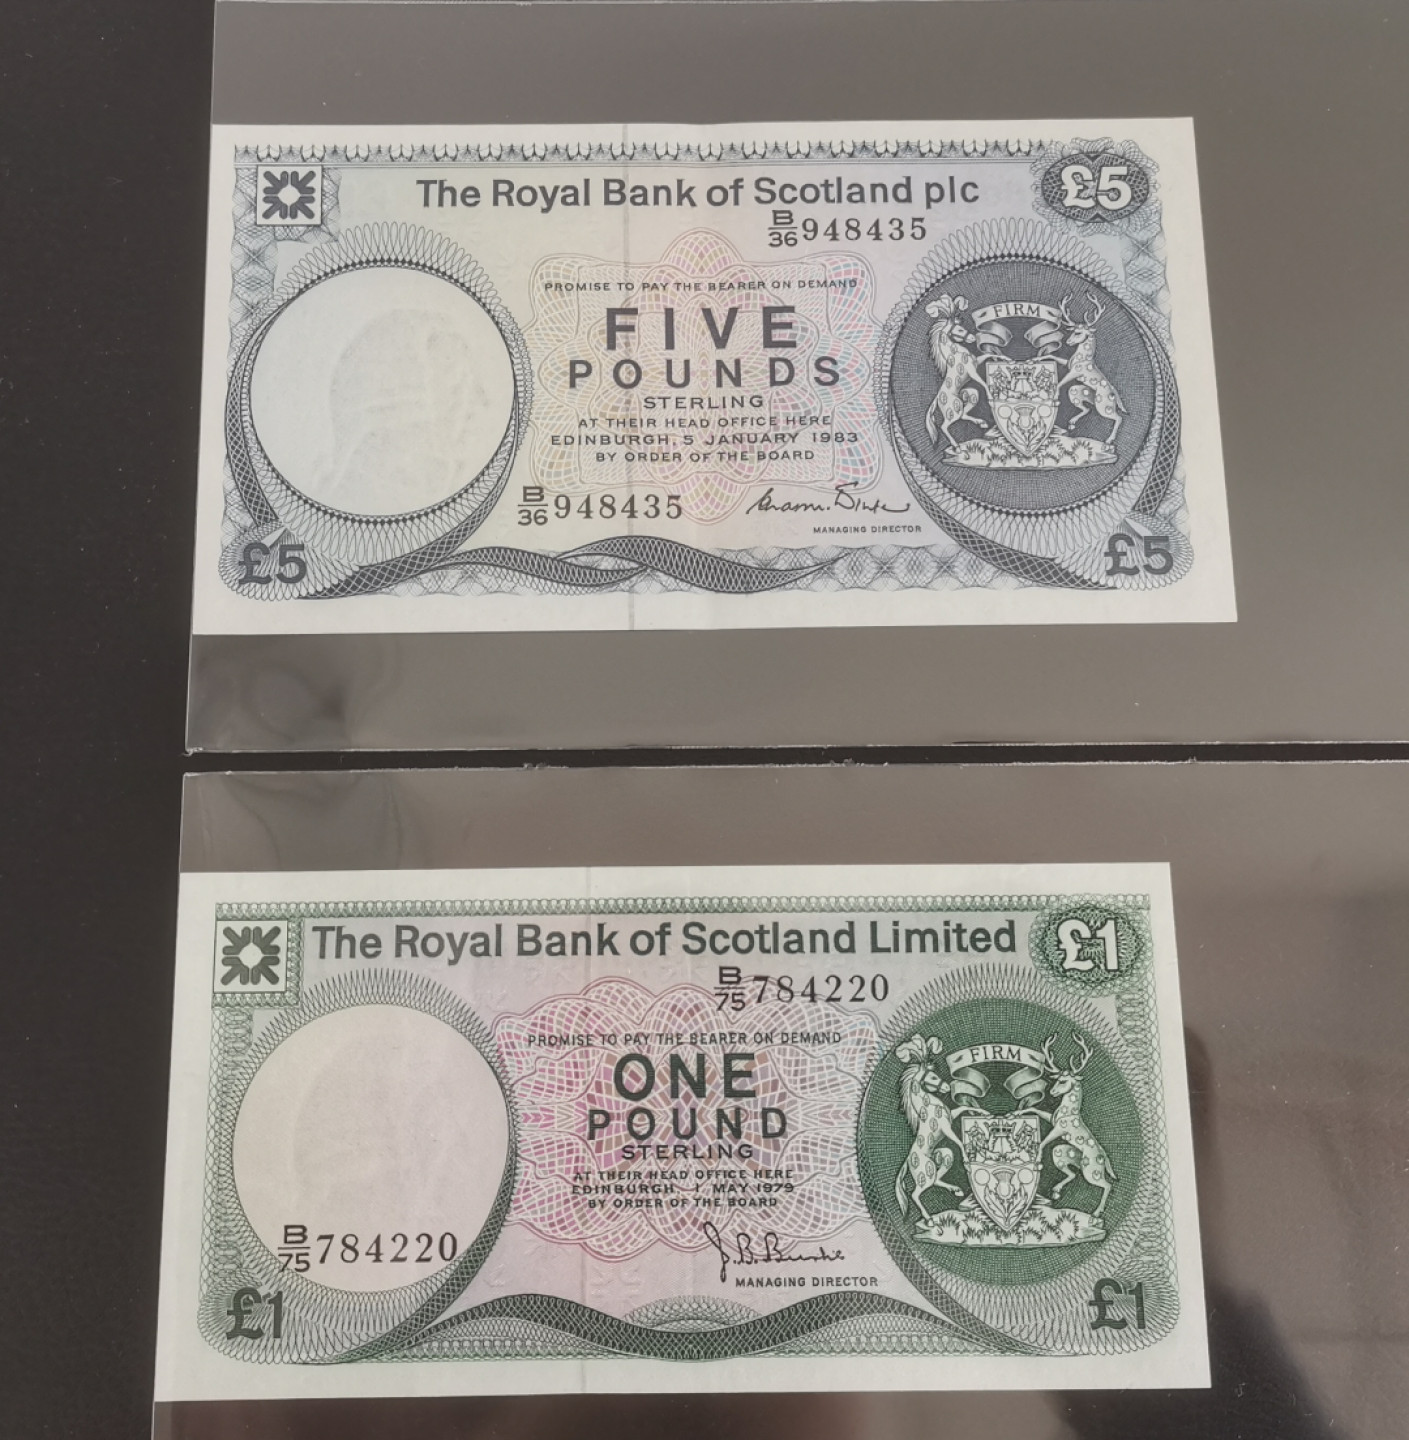 The Royal Bank of Scotland plc
£5
B/36 948435
PROMISE TO PAY THE BEARER ON DEMAND
FIRM
FIVE
POUNDS
STERLING
AT THEIR HEAD OFFICE HERE
EDINBURGH, 5 JANUARY 1983
BY ORDER OF THE BOARD
B/36 948435
MANAGING DIRECTOR
£5
£5
The Royal Bank of Scotland Limited
£1
B/75 784220
PROMISE TO PAY THE BEARER ON DEMAND
FIRM
ONE
POUND
STERLING
AT THEIR HEAD OFFICE HERE
EDINBURGH, 1 MAY 1979
BY ORDER OF THE BOARD
B/75 784220
MANAGING DIRECTOR
£1
£1